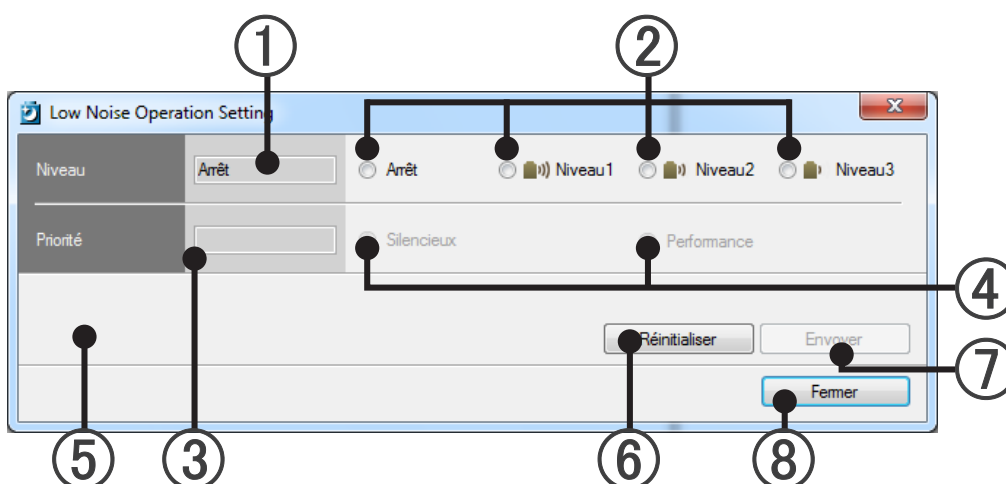 ① ②
Low Noise Operation Setting
Niveau Arrêt Arrêt Niveau1 Niveau2 Niveau3
Priorité Silencieux Performance
④
Réinitialiser Envoyer
⑦
Fermer
⑤ ③ ⑥ ⑧